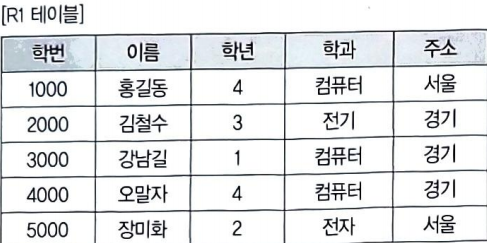 [R1 테이블]
학번 이름 학년 학과 주소
1000 홍길동 4 컴퓨터 서울
2000 김철수 3 전기 경기
3000 강남길 1 컴퓨터 경기
4000 오말자 4 컴퓨터 경기
5000 장미화 2 전자 서울